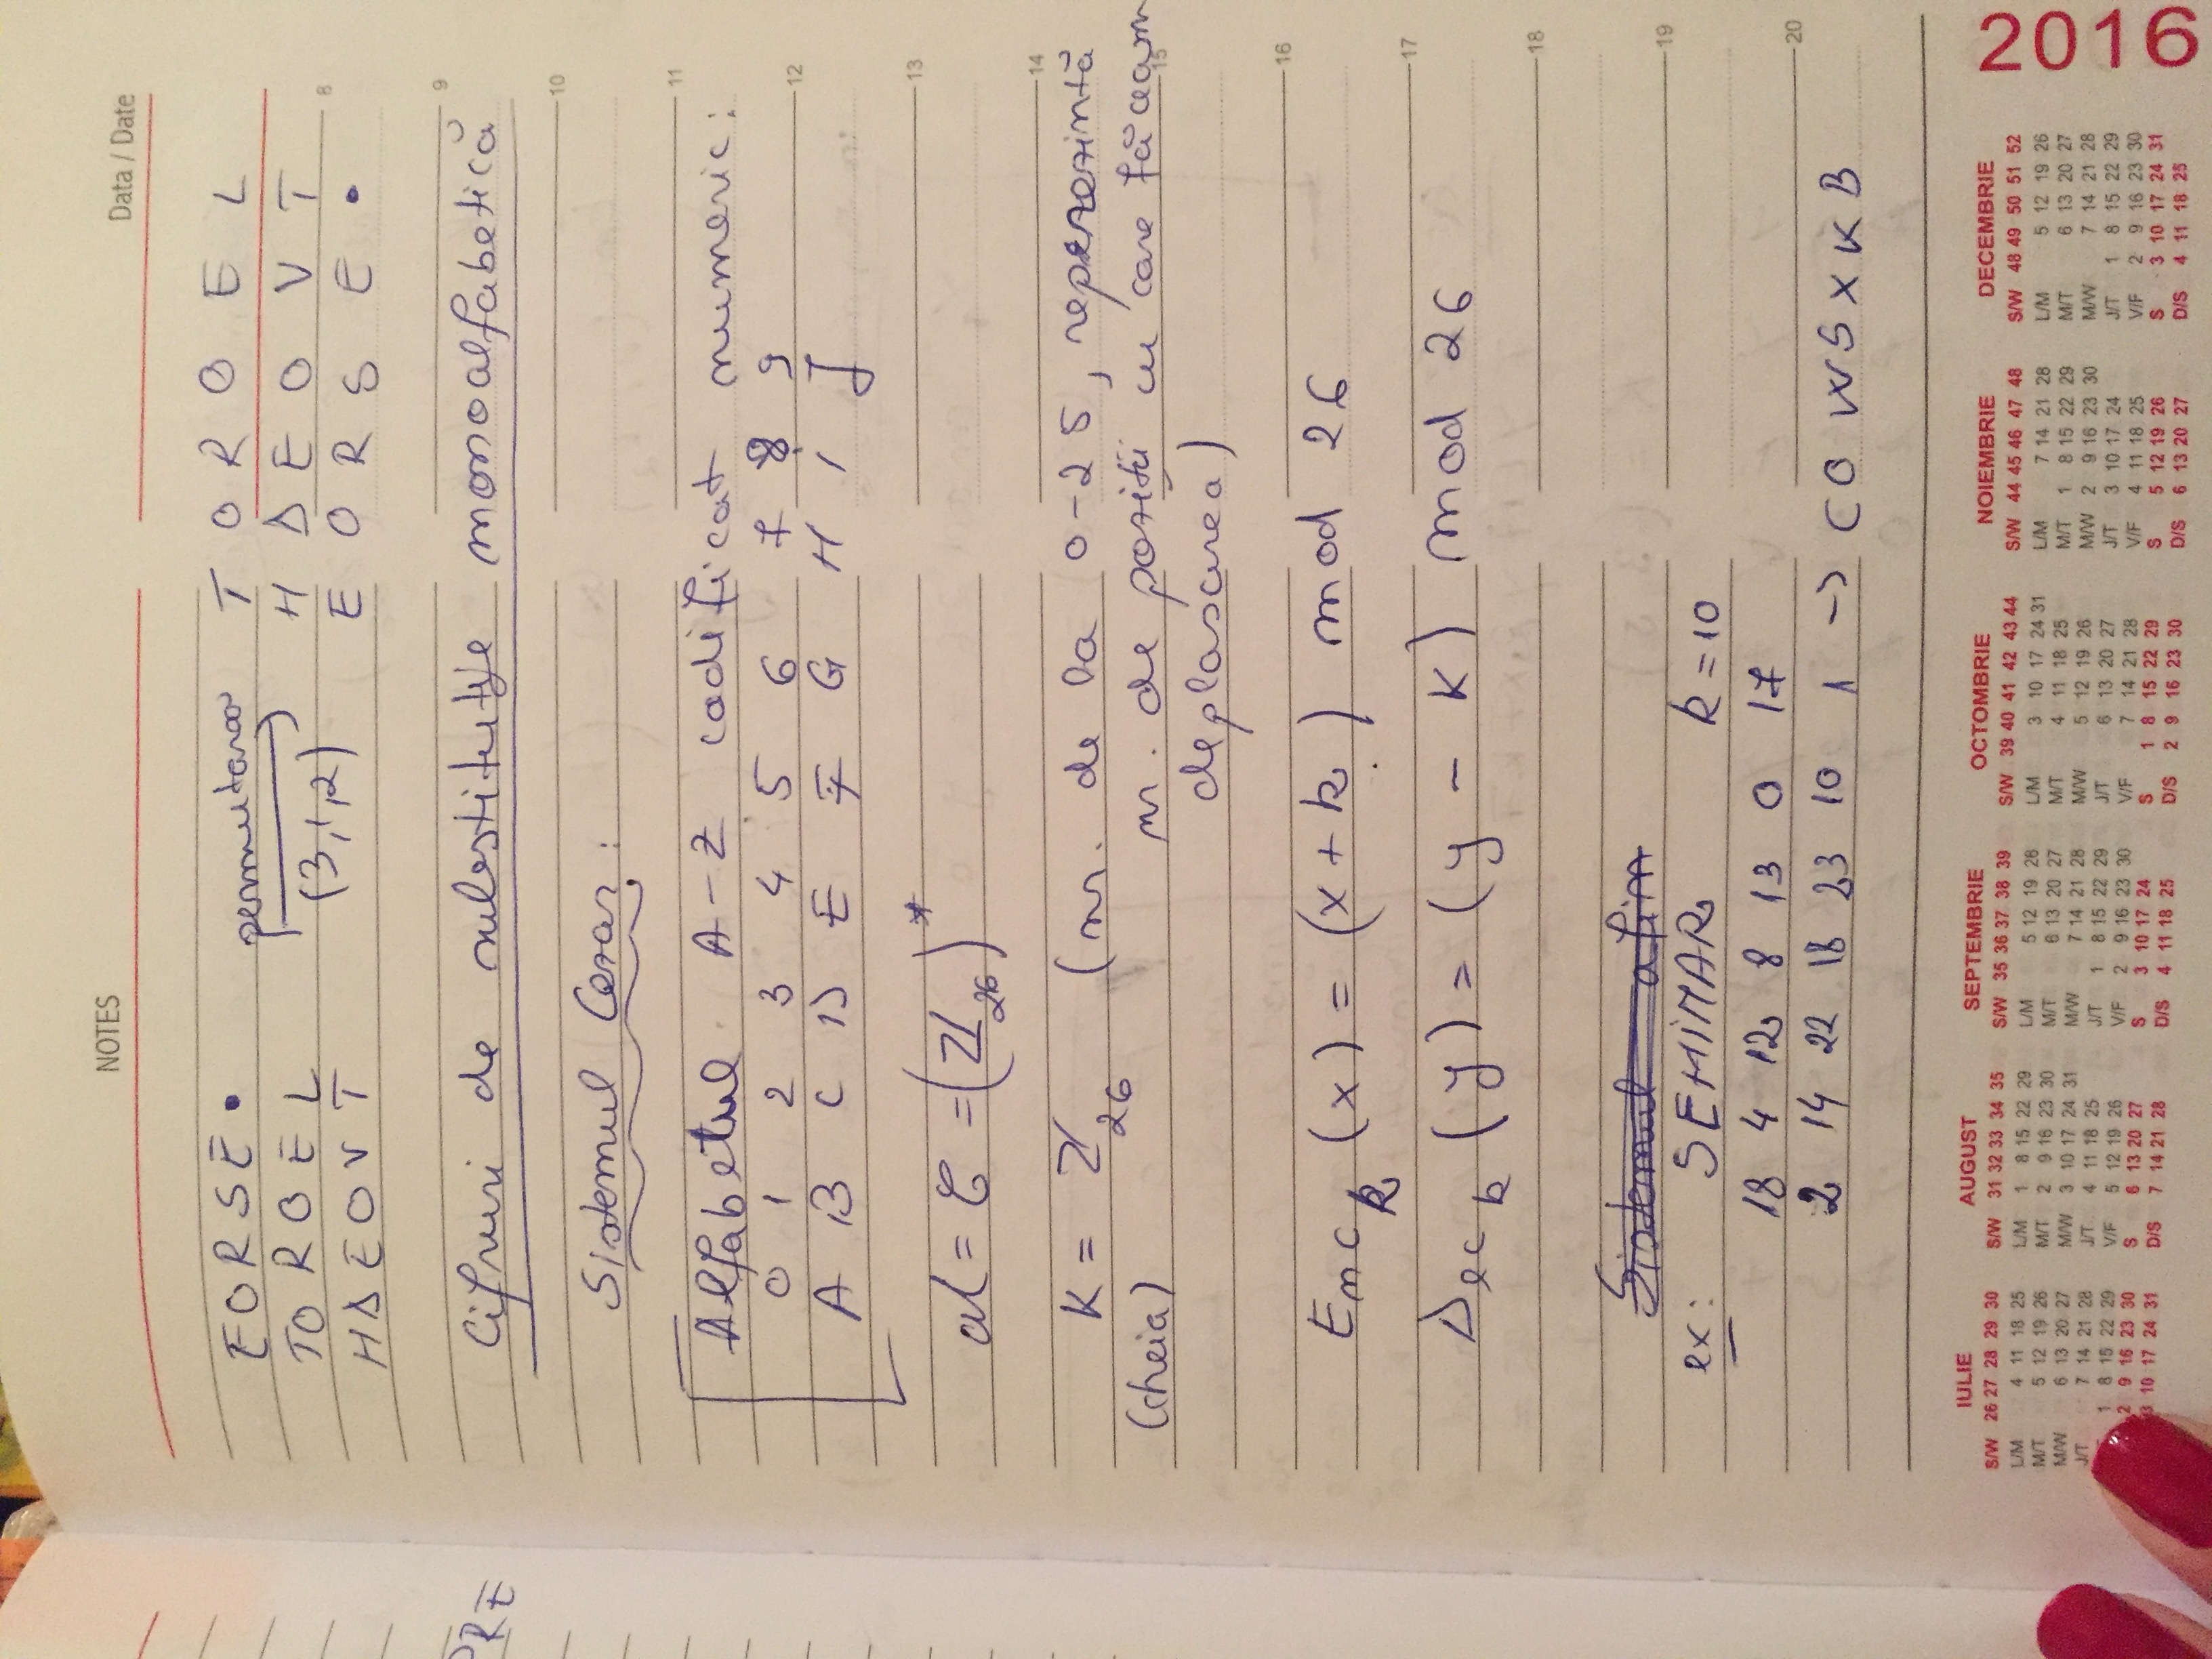 NOTES
Data / Date
EORSE• permutarea TOROEL
TOROEL (3,1,2) HDEOVT
HDEOVT EORSE•
8
9
PRE
Cifruri de substituție monoalfabetică
10
Sistemul Cezar:
11
Alfabetul A-Z codificat numeric:
0 1 2 3 4 5 6 7 8 9
12
A B C D E F G H I J
13
M = C = (Z26)*
14
K = Z26 (nr. de la 0-25, reprezintă
(cheia) nr. de poziții cu care făceam
15
deplasarea)
16
Enc k (x) = (x + k) mod 26
17
Dec k (y) = (y - k) mod 26
18
Sistemul afin
19
ex: SEMINAR k=10
18 4 12 8 13 0 17
20
2 14 22 18 23 10 1 → COWSXKB
IULIE AUGUST SEPTEMBRIE OCTOMBRIE NOIEMBRIE DECEMBRIE
S/W 26 27 28 29 30 S/W 31 32 33 34 35 S/W 35 36 37 38 39 S/W 39 40 41 42 43 44 S/W 44 45 46 47 48 S/W 48 49 50 51 52
L/M 4 11 18 25 L/M 1 8 15 22 29 L/M 5 12 19 26 L/M 3 10 17 24 31 L/M 7 14 21 28 L/M 5 12 19 26
M/T 5 12 19 26 M/T 2 9 16 23 30 M/T 6 13 20 27 M/T 4 11 18 25 M/T 1 8 15 22 29 M/T 6 13 20 27
M/W 6 13 20 27 M/W 3 10 17 24 31 M/W 7 14 21 28 M/W 5 12 19 26 M/W 2 9 16 23 30 M/W 7 14 21 28
J/T 7 14 21 28 J/T 4 11 18 25 J/T 1 8 15 22 29 J/T 6 13 20 27 J/T 3 10 17 24 J/T 1 8 15 22 29
1 8 15 22 29 V/F 5 12 19 26 V/F 2 9 16 23 30 V/F 7 14 21 28 V/F 4 11 18 25 V/F 2 9 16 23 30
2 9 16 23 30 S 6 13 20 27 S 3 10 17 24 S 1 8 15 22 29 S 5 12 19 26 S 3 10 17 24 31
3 10 17 24 31 D/S 7 14 21 28 D/S 4 11 18 25 D/S 2 9 16 23 30 D/S 6 13 20 27 D/S 4 11 18 25
2016